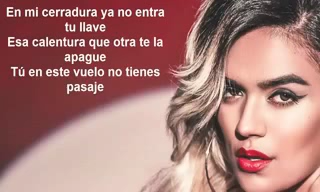 En mi cerradura ya no entra
tu llave
Esa calentura que otra te la
apague
Tú en este vuelo no tienes
pasaje